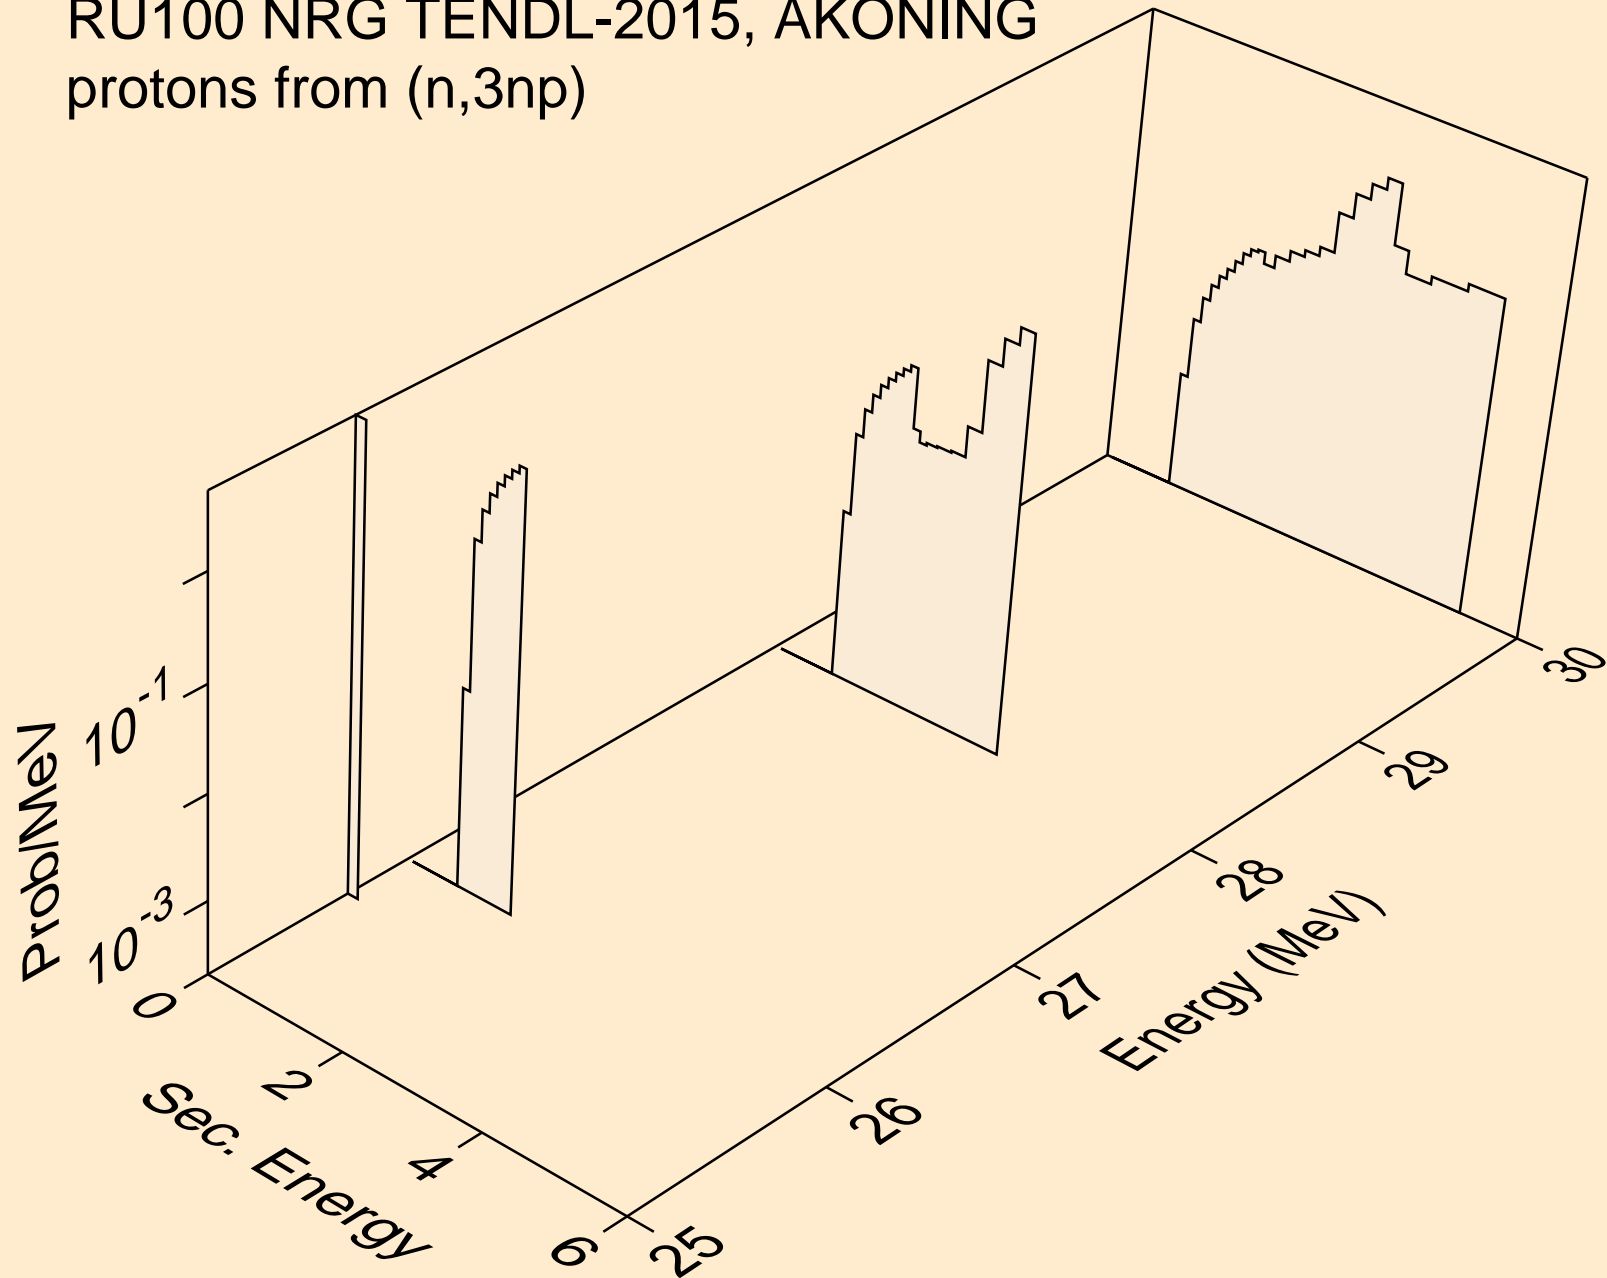 RU100 NRG TENDL-2015, AKONING
protons from (n,3np)
10-1
10-3
Prob/MeV
0
2
4
6
Sec. Energy
25
26
27
28
29
30
Energy (MeV)